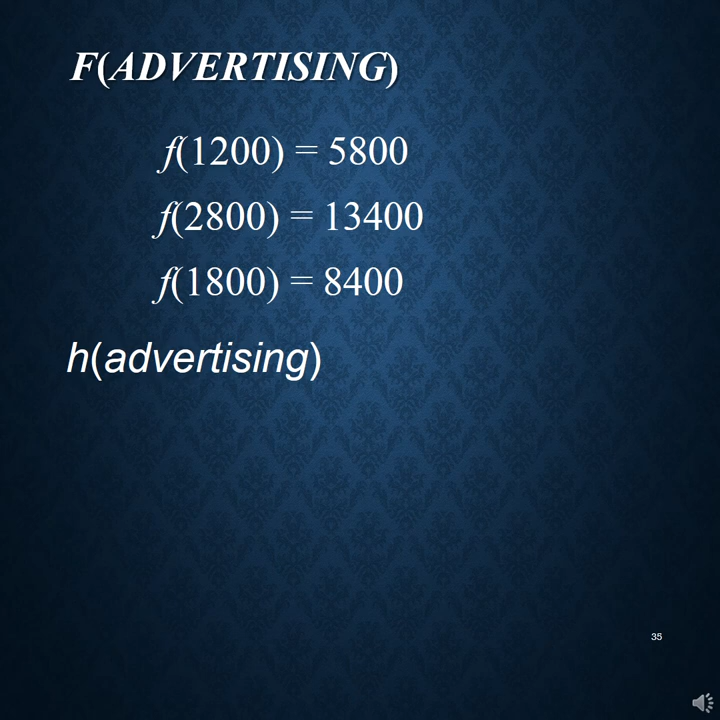 F(ADVERTISING)
f(1200) = 5800
f(2800) = 13400
f(1800) = 8400
h(advertising)
35